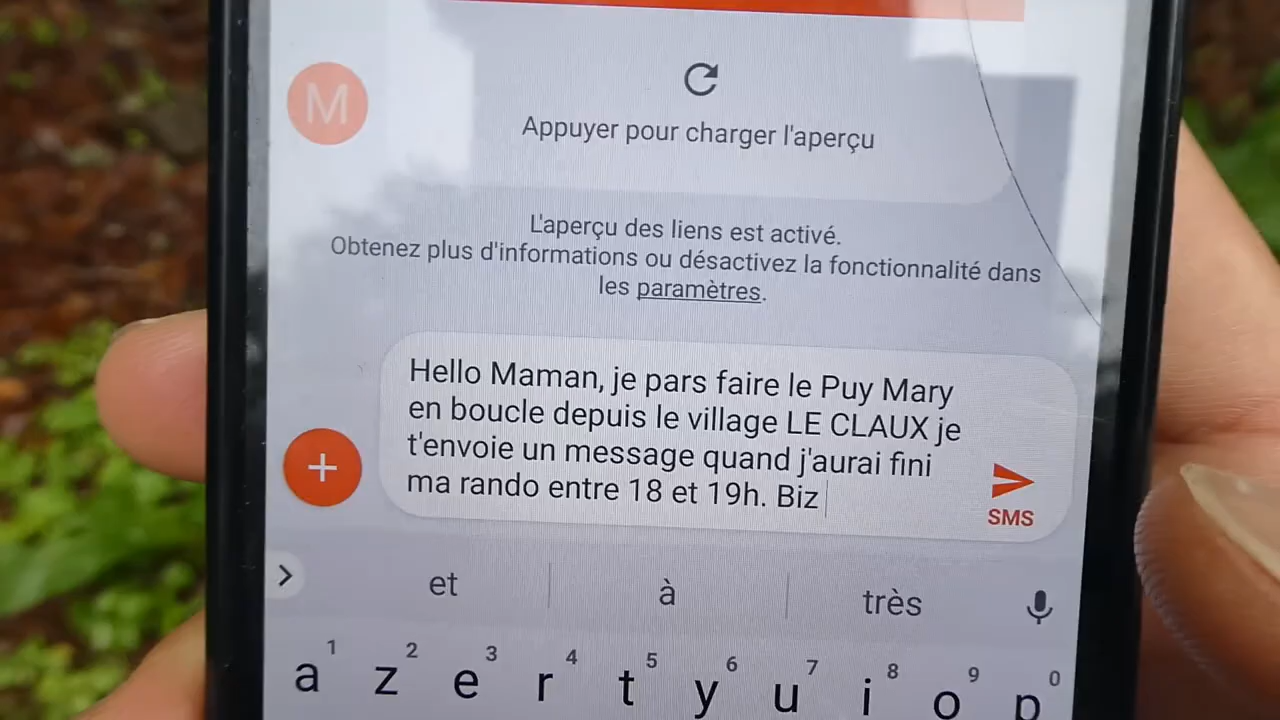 M
Appuyer pour charger l'aperçu
L'aperçu des liens est activé.
Obtenez plus d'informations ou désactivez la fonctionnalité dans
les paramètres.
Hello Maman, je pars faire le Puy Mary
en boucle depuis le village LE CLAUX je
t'envoie un message quand j'aurai fini
ma rando entre 18 et 19h. Biz
SMS
et à très
1 2 3 4 5 6 7 8 9 0
a z e r t y u i o p